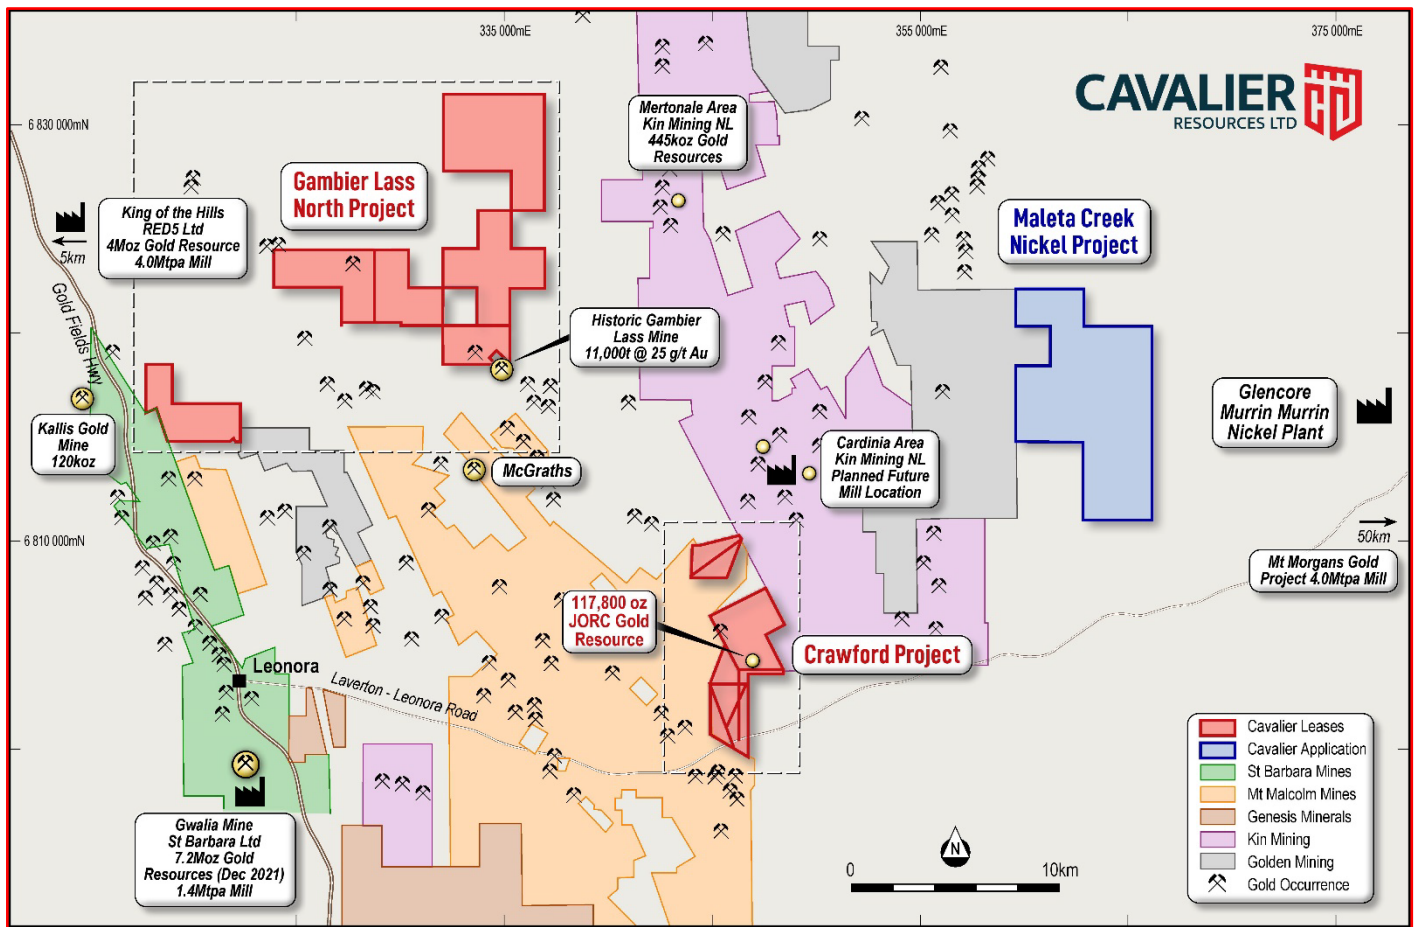 335 000mE
355 000mE
375 000mE
6 830 000mN
6 810 000mN
CAVALIER
RESOURCES LTD
Mertonale Area
Kin Mining NL
445koz Gold
Resources
Gambier Lass
North Project
King of the Hills
RED5 Ltd
4Moz Gold Resource
4.0Mtpa Mill
5km
Gold Fields Hwy
Maleta Creek
Nickel Project
Historic Gambier
Lass Mine
11,000t @ 25 g/t Au
Glencore
Murrin Murrin
Nickel Plant
Kallis Gold
Mine
120koz
McGraths
Cardinia Area
Kin Mining NL
Planned Future
Mill Location
50km
Mt Morgans Gold
Project 4.0Mtpa Mill
117,800 oz
JORC Gold
Resource
Crawford Project
Leonora
Laverton - Leonora Road
Gwalia Mine
St Barbara Ltd
7.2Moz Gold
Resources (Dec 2021)
1.4Mtpa Mill
N
0
10km
Cavalier Leases
Cavalier Application
St Barbara Mines
Mt Malcolm Mines
Genesis Minerals
Kin Mining
Golden Mining
Gold Occurrence